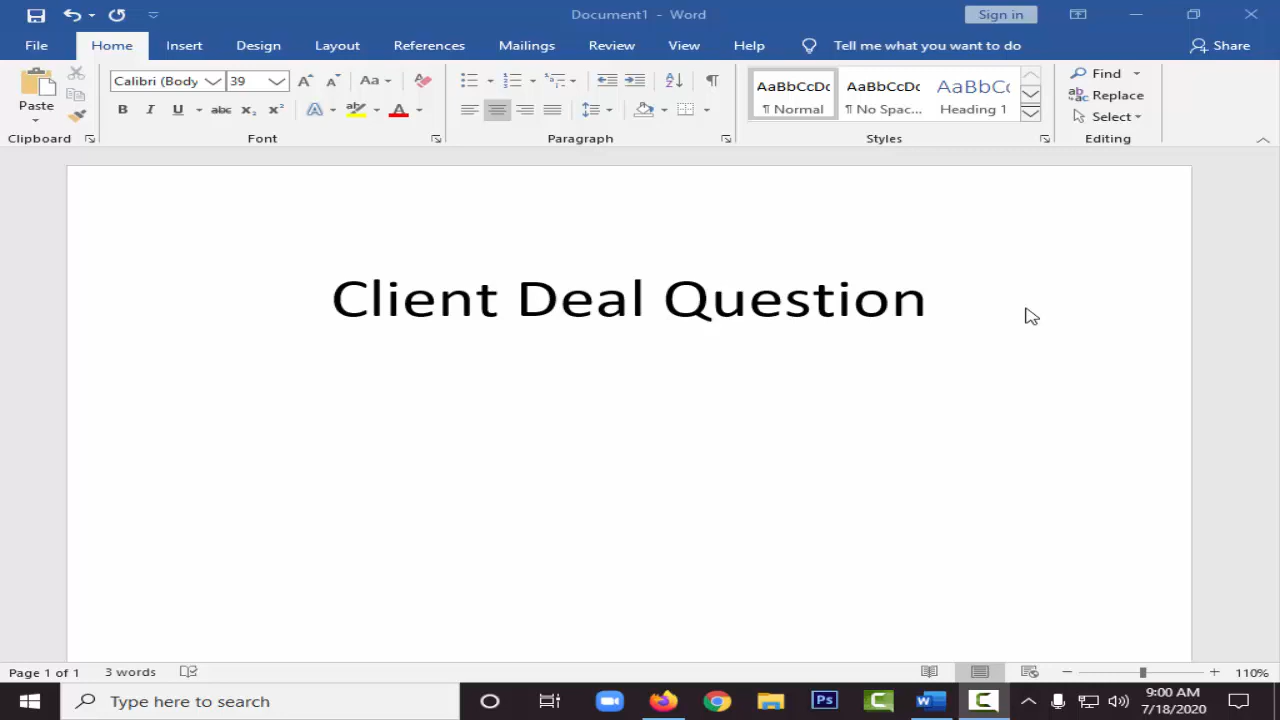 Document1 - Word
Sign in
File Home Insert Design Layout References Mailings Review View Help Tell me what you want to do Share
Paste
Calibri (Body 39 Aa
B I U abc x₂ x² A A
AaBbCcDc AaBbCcDc AaBbCc
¶ Normal ¶ No Spac... Heading 1
Find
Replace
Select
Clipboard Font Paragraph Styles Editing
Client Deal Question
Page 1 of 1 3 words 110%
Type here to search
Ps
9:00 AM
7/18/2020